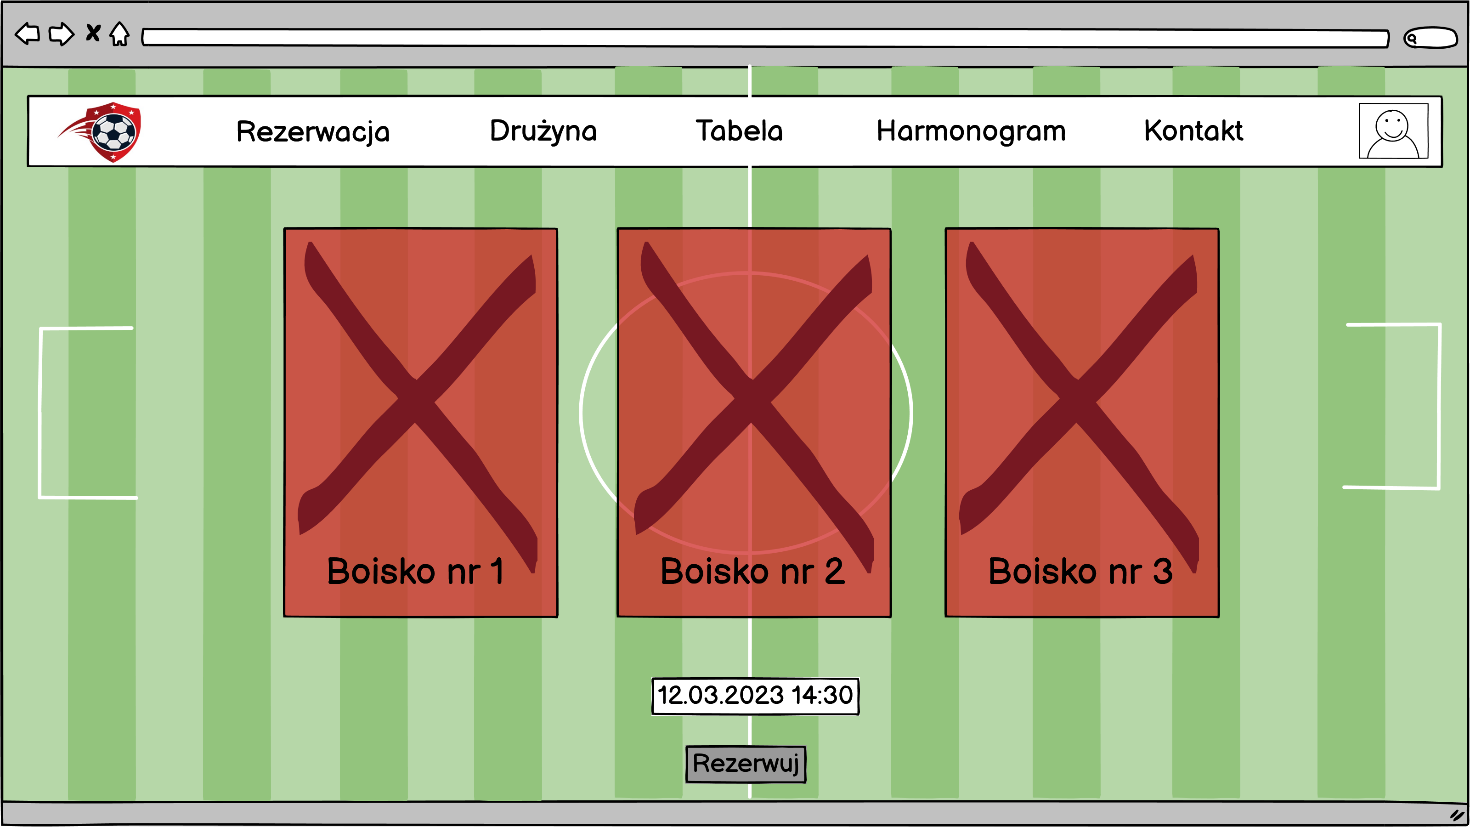 Rezerwacja Drużyna Tabela Harmonogram Kontakt
Boisko nr 1 Boisko nr 2 Boisko nr 3
12.03.2023 14:30
Rezerwuj